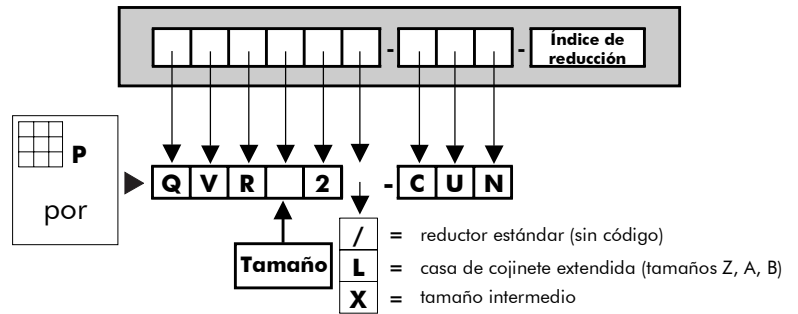 - - Índice de
reducción
P
por
Q V R 2 - C U N
Tamaño
/ = reductor estándar (sin código)
L = casa de cojinete extendida (tamaños Z, A, B)
X = tamaño intermedio